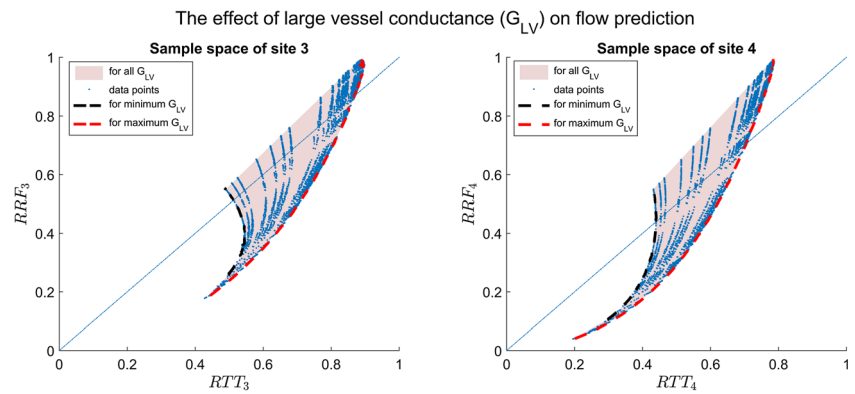 The effect of large vessel conductance (G_LV) on flow prediction
Sample space of site 3
for all G_LV
data points
for minimum G_LV
for maximum G_LV
1
0.8
0.6
0.4
0.2
0
RRF_3
0
0.2
0.4
0.6
0.8
1
RTT_3
Sample space of site 4
for all G_LV
data points
for minimum G_LV
for maximum G_LV
1
0.8
0.6
0.4
0.2
0
RRF_4
0
0.2
0.4
0.6
0.8
1
RTT_4